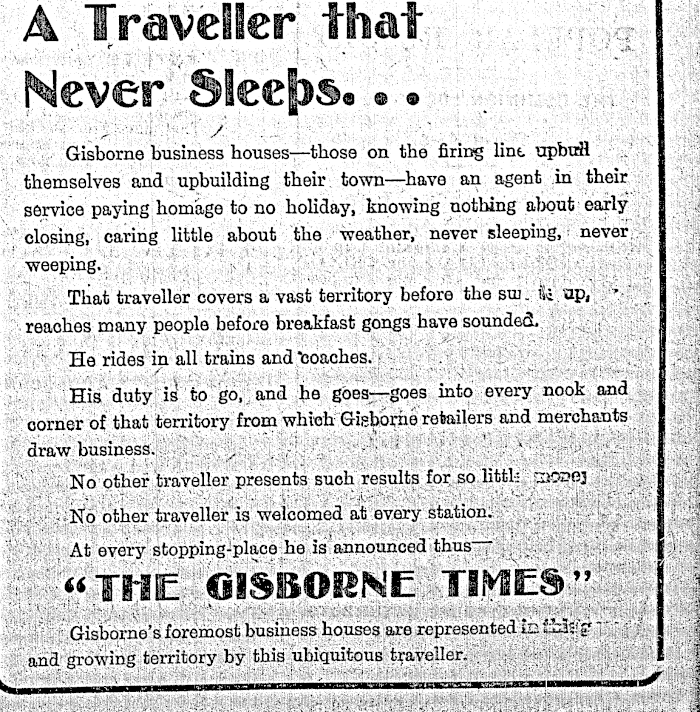 A Traveller that
Never Sleeps. . .
Gisborne business houses—those on the firing line
themselves and upbuilding their town—have an agent in their
service paying homage to no holiday, knowing nothing about early
closing, caring little about the weather, never sleeping, never
weeping.
That traveller covers a vast territory before the up,
reaches many people before breakfast gongs have sounded.
He rides in all trains and coaches.
His duty is to go, and he goes—goes into every nook and
corner of that territory from which Gisborne retailers and merchants
draw business.
No other traveller presents such results for so little money
No other traveller is welcomed at every station.
At every stopping-place he is announced thus—
"THE GISBORNE TIMES"
Gisborne's foremost business houses are represented in
and growing territory by this ubiquitous traveller.